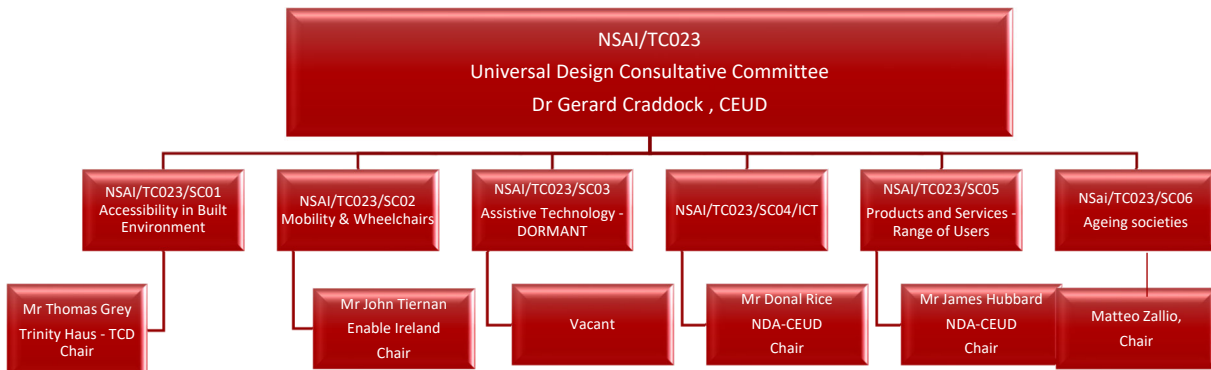 NSAI/TC023
Universal Design Consultative Committee
Dr Gerard Craddock , CEUD
NSAI/TC023/SC01
Accessibility in Built
Environment
NSAI/TC023/SC02
Mobility & Wheelchairs
NSAI/TC023/SC03
Assistive Technology -
DORMANT
NSAI/TC023/SC04/ICT
NSAI/TC023/SC05
Products and Services -
Range of Users
NSai/TC023/SC06
Ageing societies
Mr Thomas Grey
Trinity Haus - TCD
Chair
Mr John Tiernan
Enable Ireland
Chair
Vacant
Mr Donal Rice
NDA-CEUD
Chair
Mr James Hubbard
NDA-CEUD
Chair
Matteo Zallio,
Chair